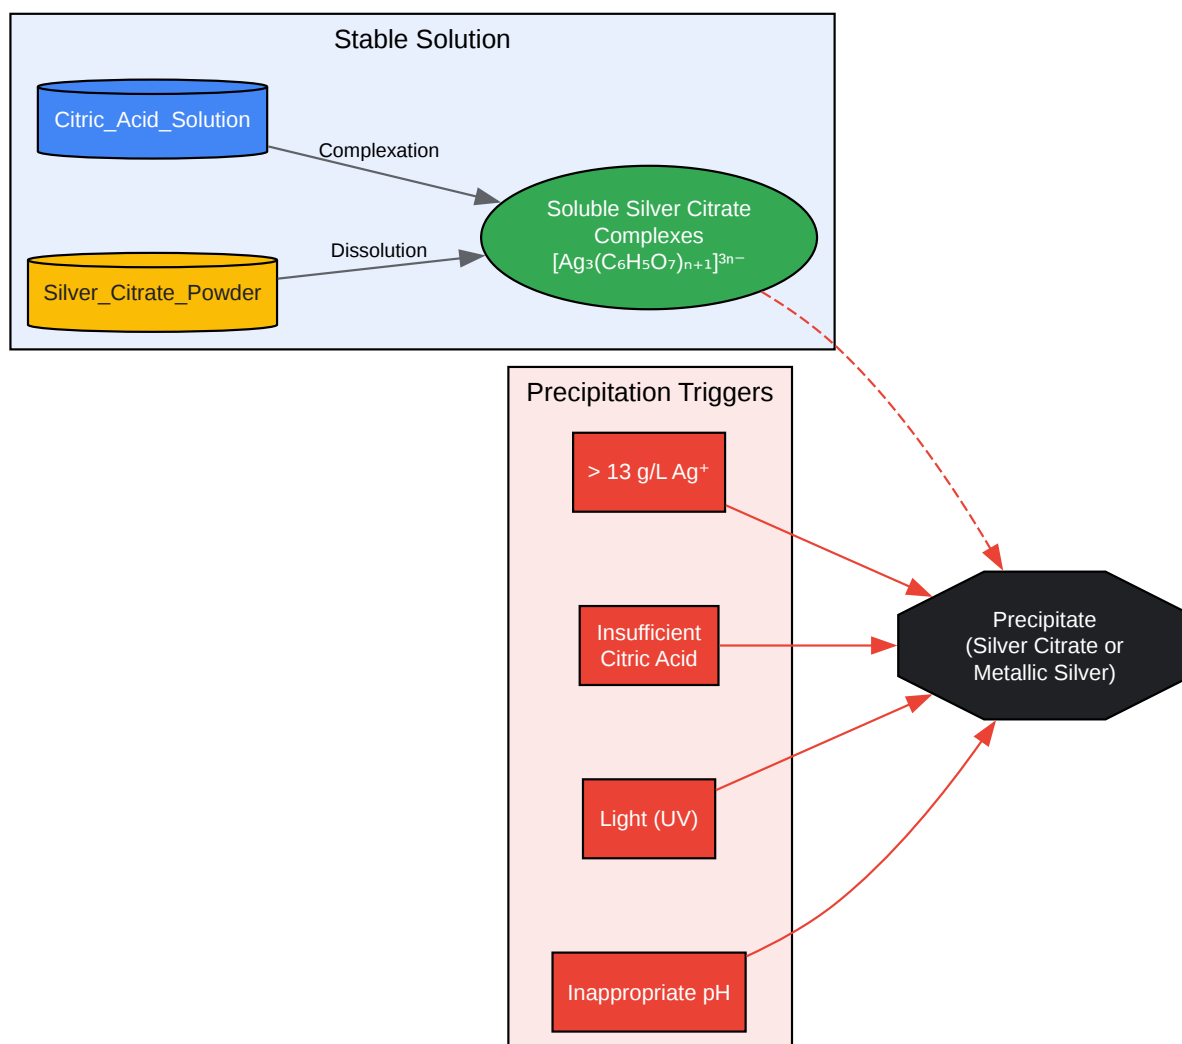 Stable Solution
Citric_Acid_Solution
Complexation
Soluble Silver Citrate
Complexes
[Ag₃(C₆H₅O₇)ₙ₊₁]³ⁿ⁻
Dissolution
Silver_Citrate_Powder
Precipitation Triggers
> 13 g/L Ag⁺
Insufficient
Citric Acid
Light (UV)
Inappropriate pH
Precipitate
(Silver Citrate or
Metallic Silver)